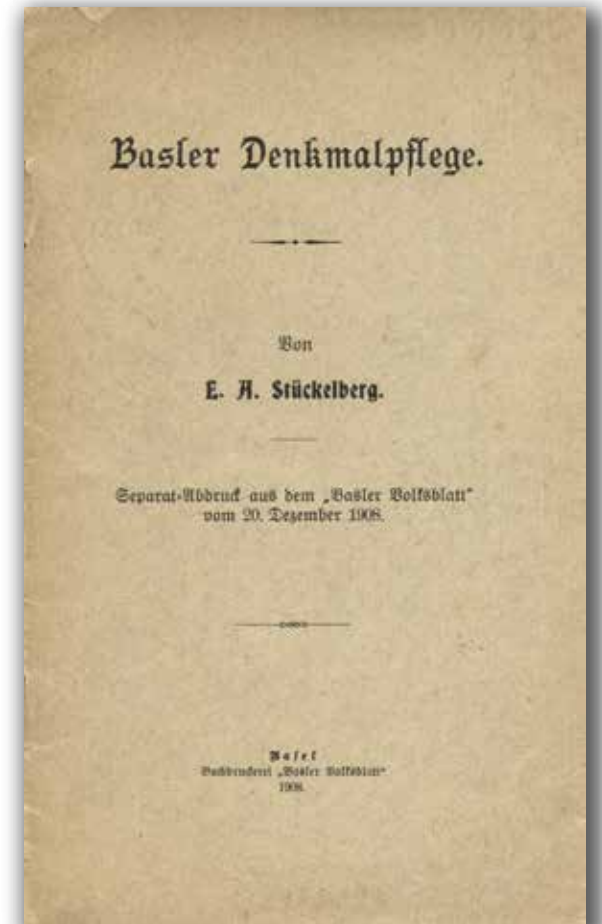 Basler Denkmalpflege.
Von
E. A. Stückelberg.
Separat-Abdruck aus dem „Basler Volksblatt“
vom 20. Dezember 1908.
Basel
Buchdruckerei „Basler Volksblatt“
1908.